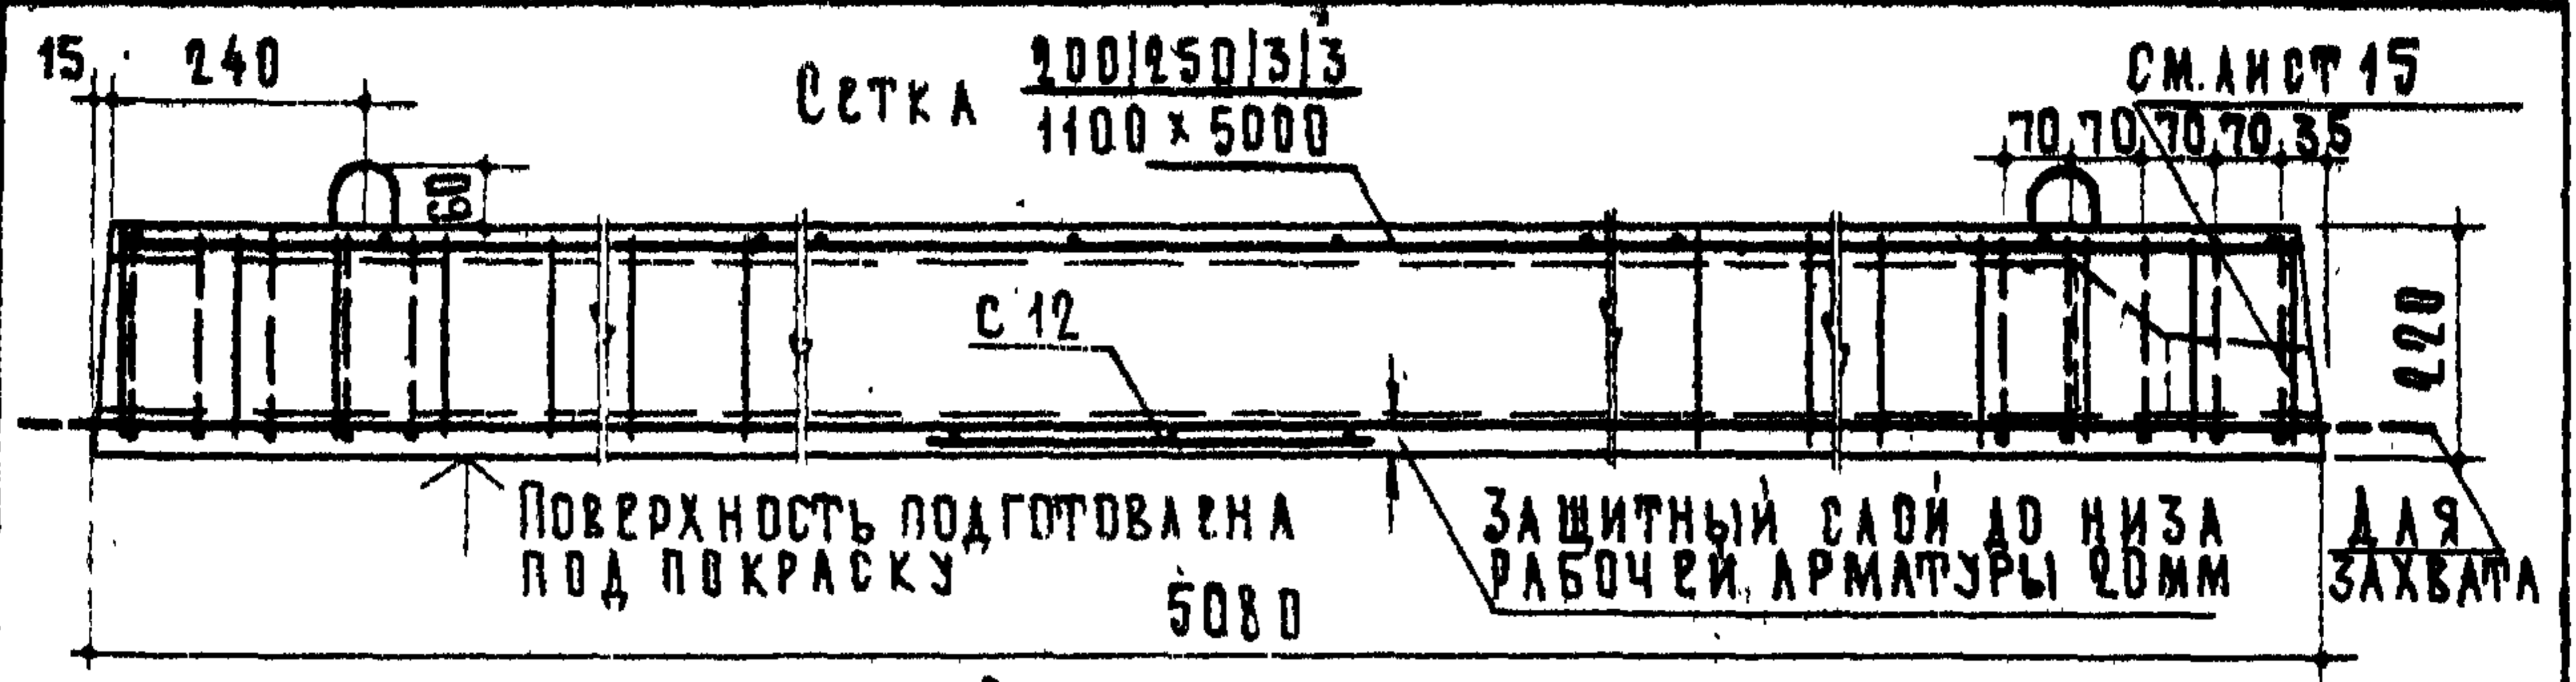 15 240
СЕТКА 200/250/3/3
1100 x 5000
СМ. ЛИСТ 15
70 70 70 70 35
60
С 12
220
ПОВЕРХНОСТЬ ПОДГОТОВЛЕНА
ПОД ПОКРАСКУ
ЗАЩИТНЫЙ СЛОЙ ДО НИЗА
РАБОЧЕЙ АРМАТУРЫ 20ММ
ДЛЯ
ЗАХВАТА
5080